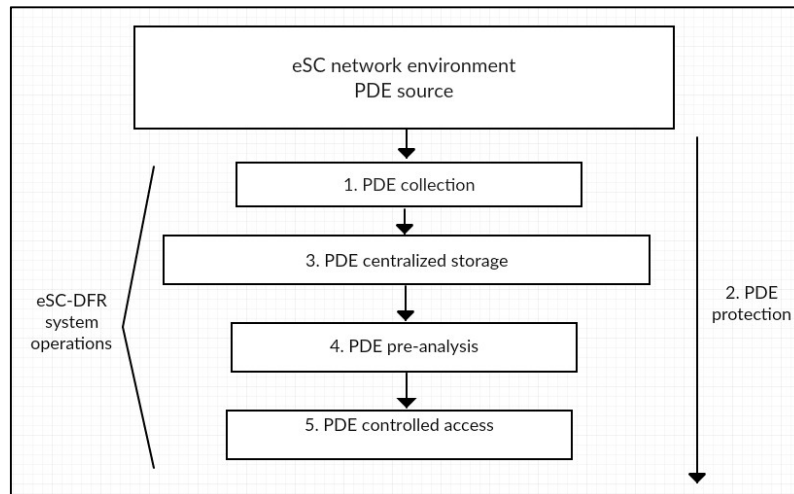 eSC network environment
PDE source
1. PDE collection
3. PDE centralized storage
4. PDE pre-analysis
5. PDE controlled access
eSC-DFR
system
operations
2. PDE
protection